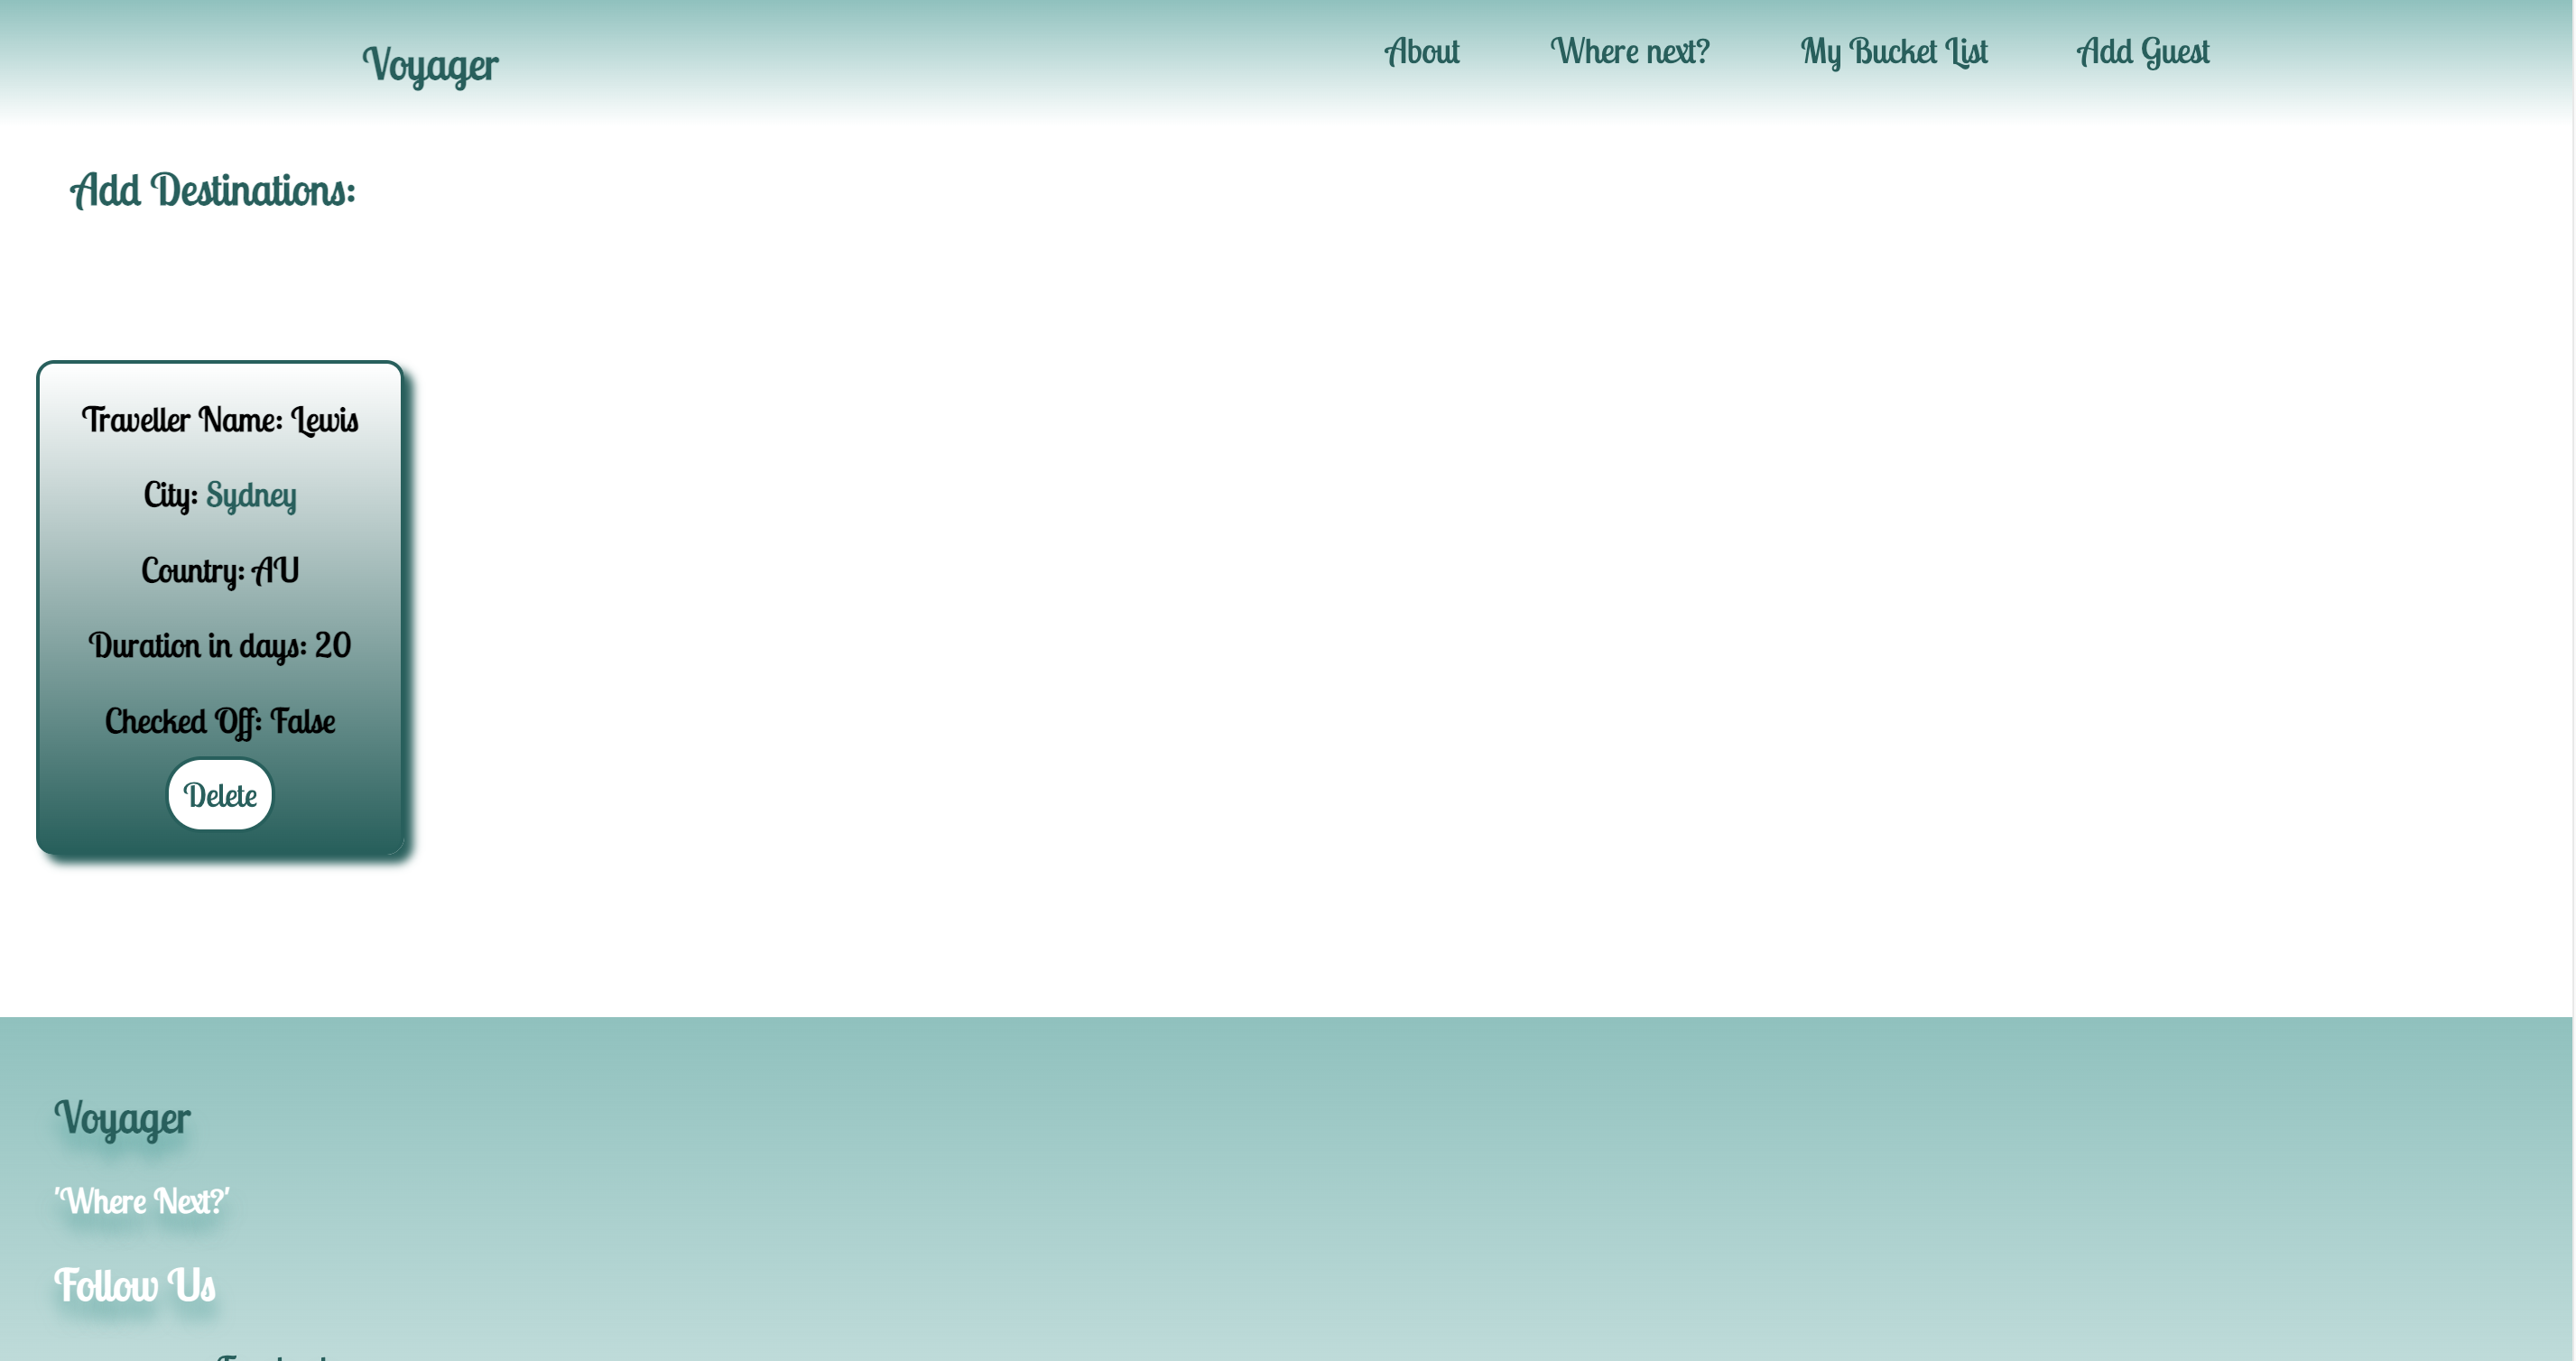 Voyager
About Where next? My Bucket List Add Guest
Add Destinations:
Traveller Name: Lewis
City: Sydney
Country: AU
Duration in days: 20
Checked Off: False
Delete
Voyager
'Where Next?'
Follow Us